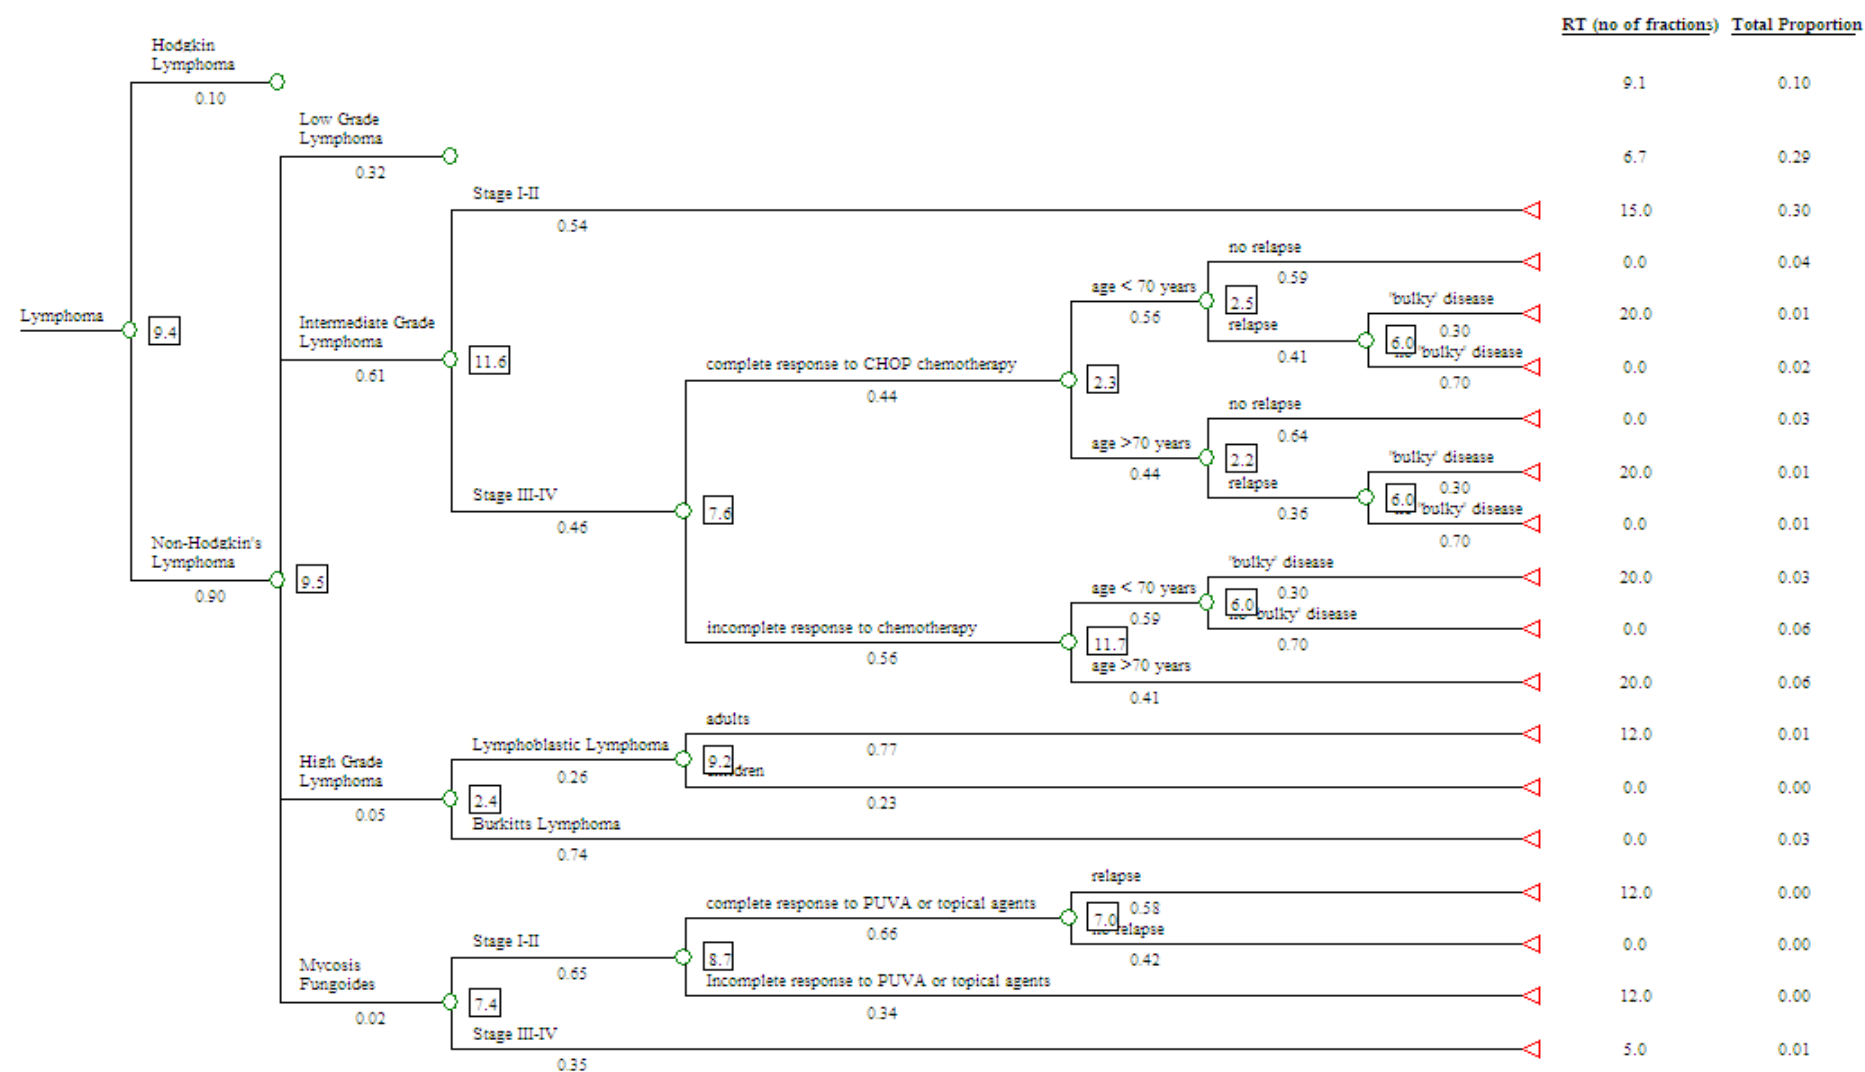 RT (no of fractions) Total Proportion
Hodgkin
Lymphoma
0.10
9.1 0.10
Low Grade
Lymphoma
0.32
6.7 0.29
Stage I-II
0.54
15.0 0.30
no relapse
0.59
0.0 0.04
age < 70 years
0.56
2.5
relapse
0.41
'bulky' disease
0.30
20.0 0.01
6.0
'bulky' disease
0.70
0.0 0.02
Lymphoma
9.4
Intermediate Grade
Lymphoma
0.61
11.6
complete response to CHOP chemotherapy
0.44
2.3
no relapse
0.64
0.0 0.03
age >70 years
0.44
2.2
relapse
0.36
'bulky' disease
0.30
20.0 0.01
6.0
'bulky' disease
0.70
0.0 0.01
Stage III-IV
0.46
7.6
Non-Hodgkin's
Lymphoma
0.90
9.5
'bulky' disease
0.30
20.0 0.03
age < 70 years
0.59
6.0
no 'bulky' disease
0.70
0.0 0.06
incomplete response to chemotherapy
0.56
11.7
age >70 years
0.41
20.0 0.06
adults
0.77
12.0 0.01
Lymphoblastic Lymphoma
0.26
9.2
children
0.23
0.0 0.00
High Grade
Lymphoma
0.05
2.4
Burkitts Lymphoma
0.74
0.0 0.03
relapse
0.58
12.0 0.00
complete response to PUVA or topical agents
0.66
7.0
no relapse
0.42
0.0 0.00
Stage I-II
0.65
8.7
Incomplete response to PUVA or topical agents
0.34
12.0 0.00
Mycosis
Fungoides
0.02
7.4
Stage III-IV
0.35
5.0 0.01